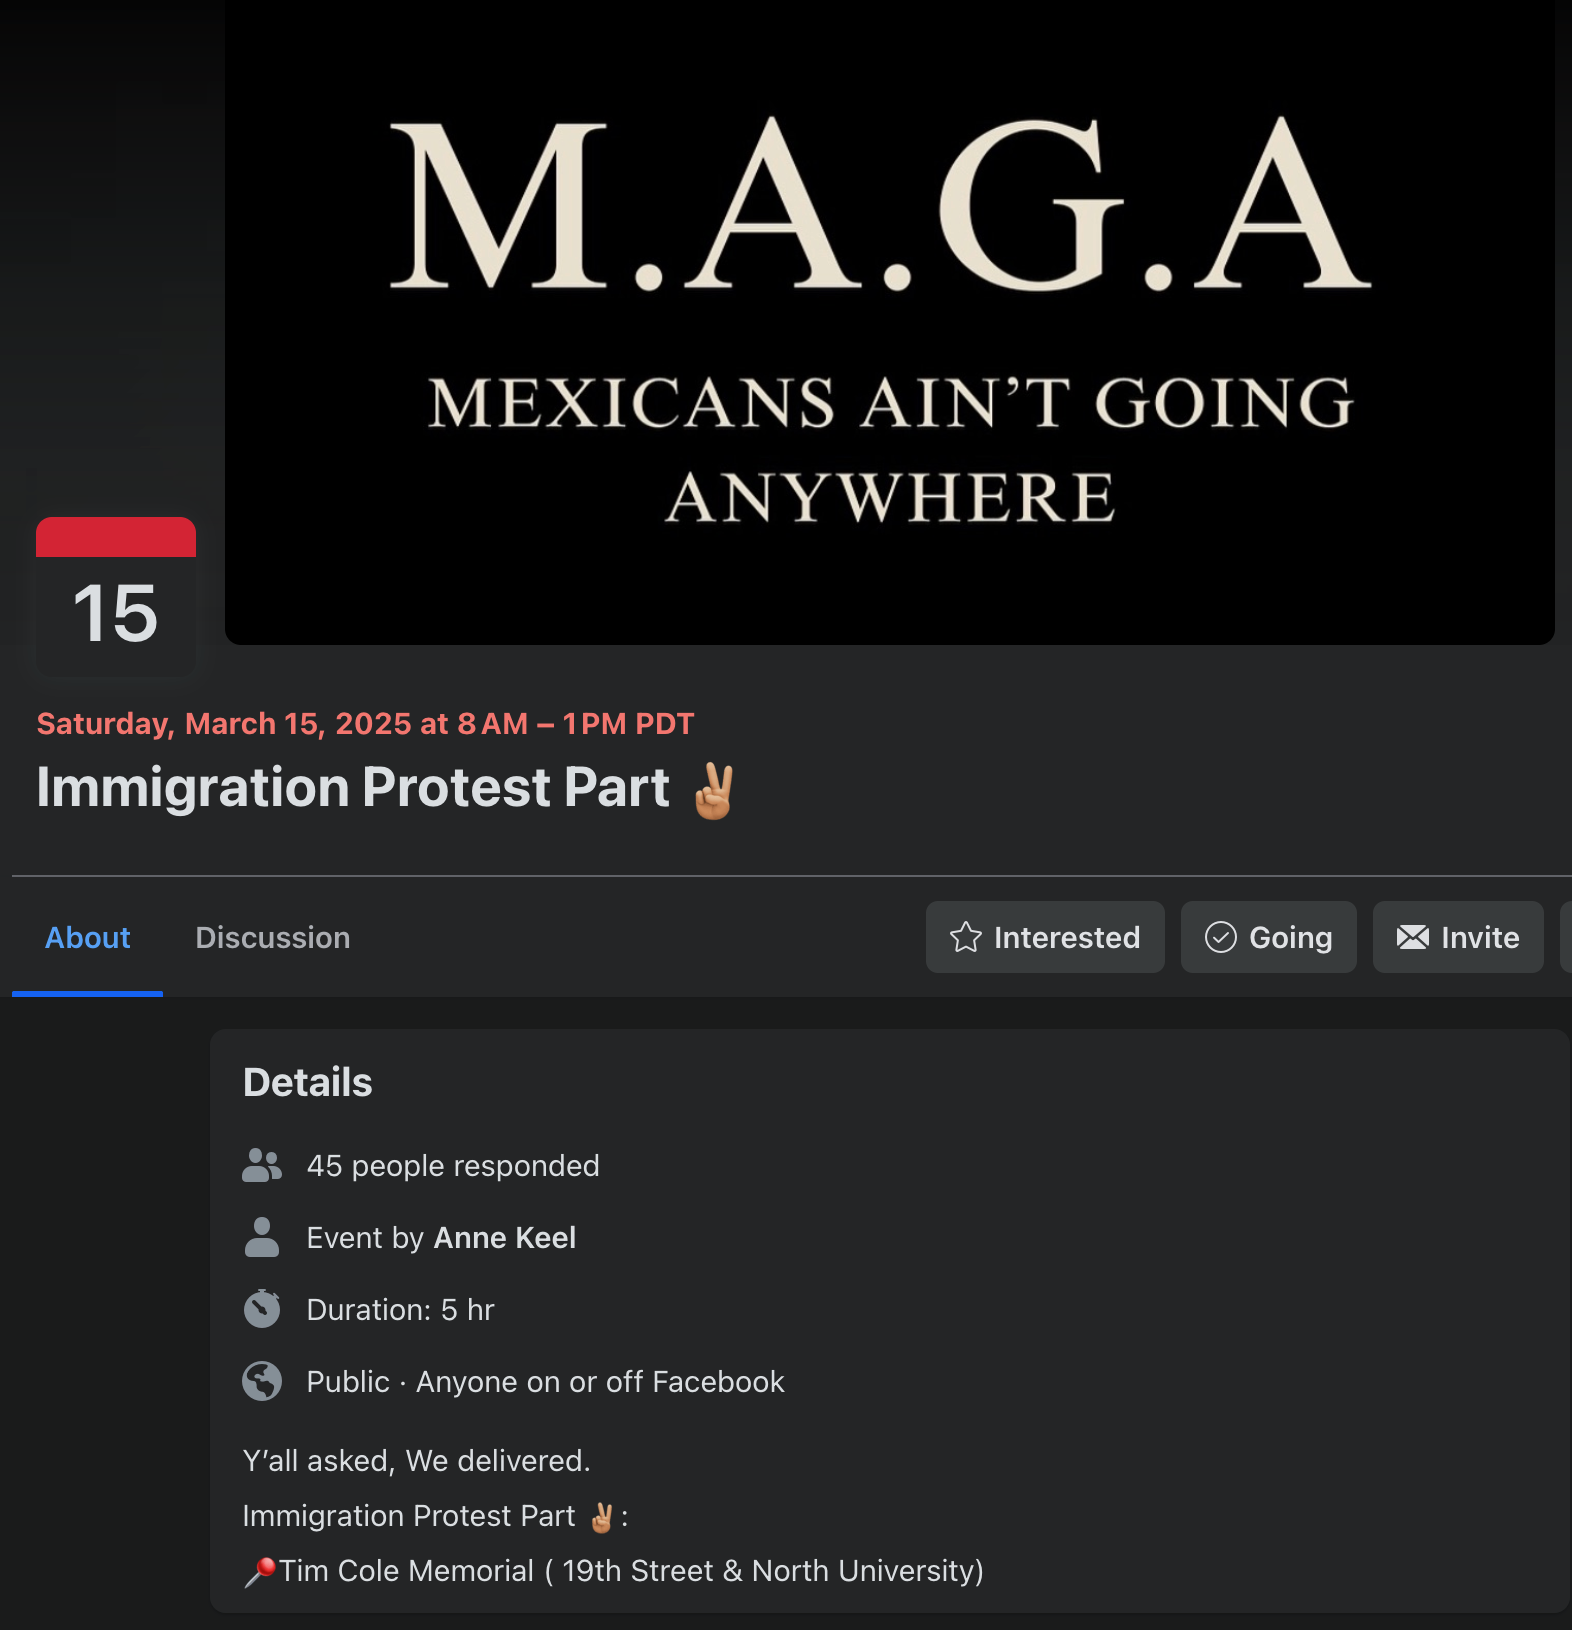 M.A.G.A
MEXICANS AIN'T GOING
ANYWHERE
15
Saturday, March 15, 2025 at 8 AM – 1 PM PDT
Immigration Protest Part ✌🏼
About
Discussion
Interested
Going
Invite
Details
45 people responded
Event by Anne Keel
Duration: 5 hr
Public · Anyone on or off Facebook
Y’all asked, We delivered.
Immigration Protest Part ✌🏼:
📍Tim Cole Memorial ( 19th Street & North University)